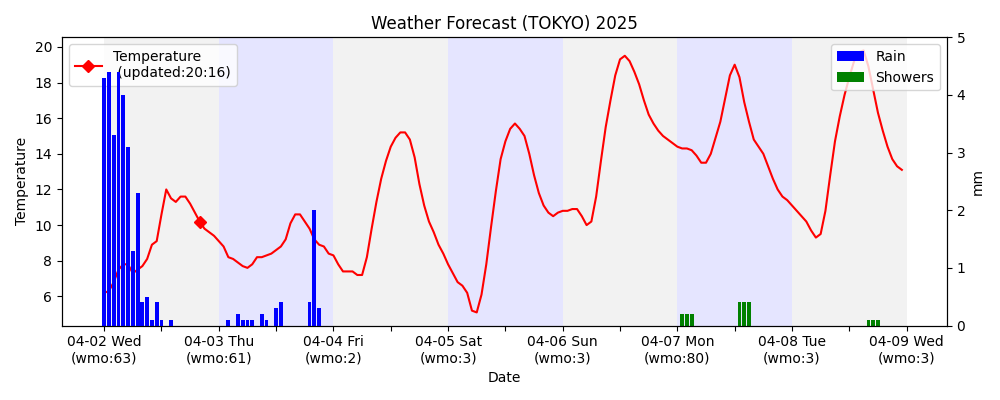 Weather Forecast (TOKYO) 2025
Temperature
(updated:20:16)
Rain
Showers
Temperature
20
18
16
14
12
10
8
6
5
4
3
2
1
0
mm
04-02 Wed
(wmo:63)
04-03 Thu
(wmo:61)
04-04 Fri
(wmo:2)
04-05 Sat
(wmo:3)
04-06 Sun
(wmo:3)
04-07 Mon
(wmo:80)
04-08 Tue
(wmo:3)
04-09 Wed
(wmo:3)
Date